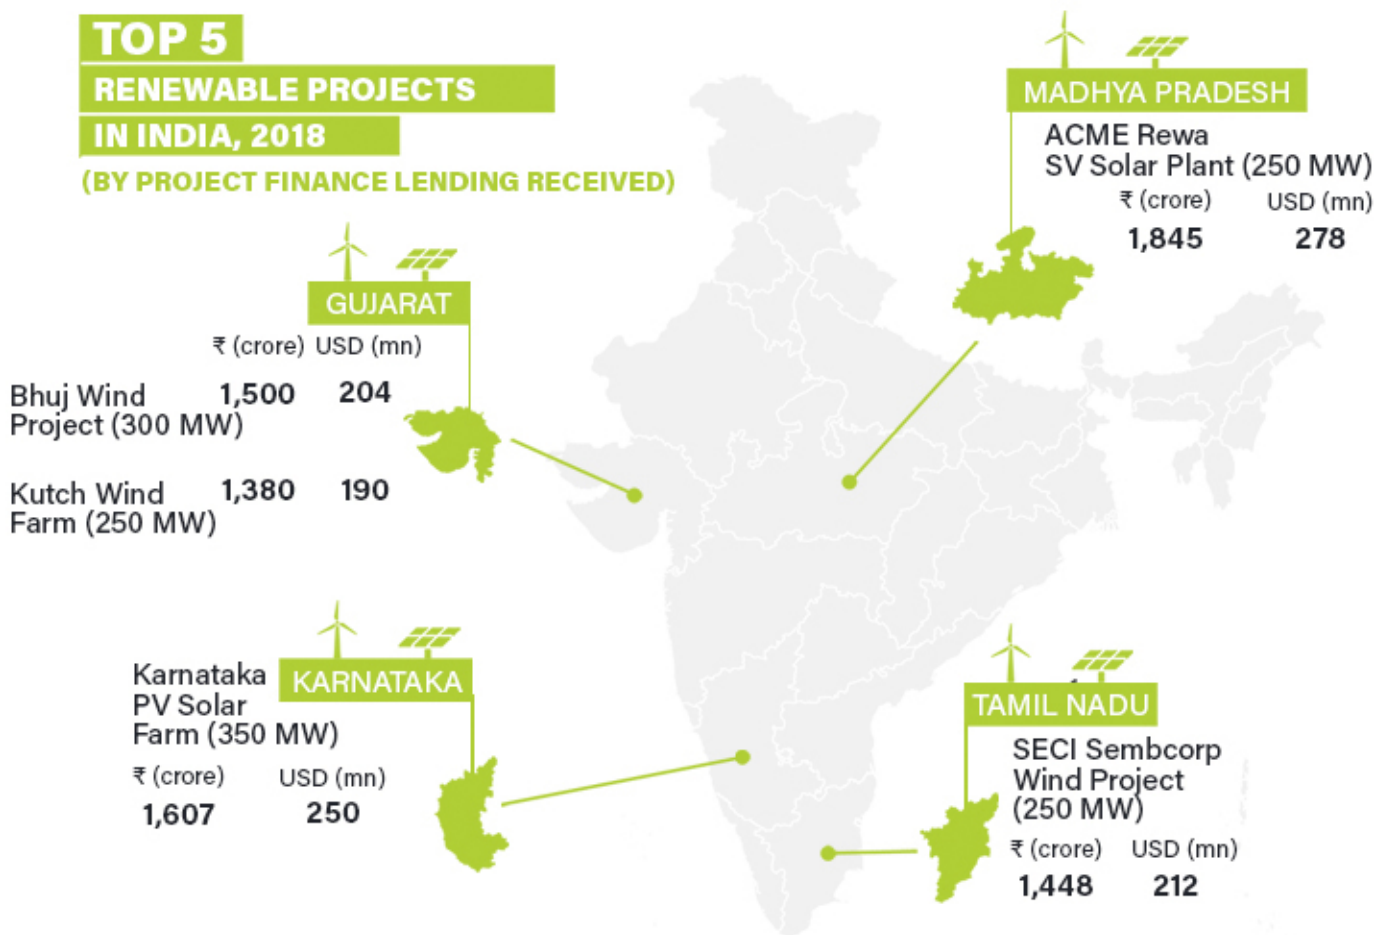 TOP 5
RENEWABLE PROJECTS
IN INDIA, 2018
(BY PROJECT FINANCE LENDING RECEIVED)
MADHYA PRADESH
ACME Rewa
SV Solar Plant (250 MW)
₹ (crore) USD (mn)
1,845 278
GUJARAT
₹ (crore) USD (mn)
Bhuj Wind 1,500 204
Project (300 MW)
Kutch Wind 1,380 190
Farm (250 MW)
KARNATAKA
Karnataka
PV Solar
Farm (350 MW)
₹ (crore) USD (mn)
1,607 250
TAMIL NADU
SECI Sembcorp
Wind Project
(250 MW)
₹ (crore) USD (mn)
1,448 212